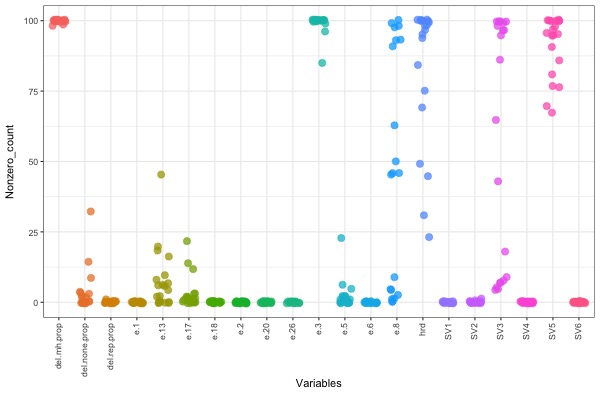 Nonzero_count
100
75
50
25
0
del.mh.prop
del.none.prop
del.rep.prop
e.1
e.13
e.17
e.18
e.2
e.20
e.26
e.3
e.5
e.6
e.8
hrd
SV1
SV2
SV3
SV4
SV5
SV6
Variables